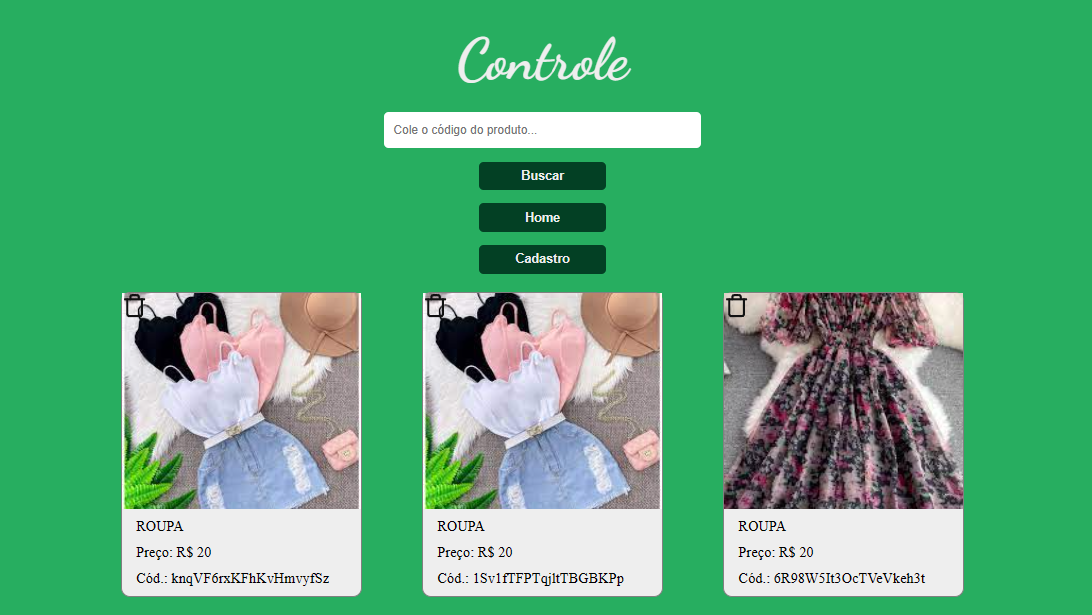 Controle
Cole o código do produto...
Buscar
Home
Cadastro
ROUPA
Preço: R$ 20
Cód.: knqVF6rxKFhKvHmvyfSz
ROUPA
Preço: R$ 20
Cód.: 1Sv1fTFPTqjltTBGBKPp
ROUPA
Preço: R$ 20
Cód.: 6R98W5It3OcTVeVkeh3t